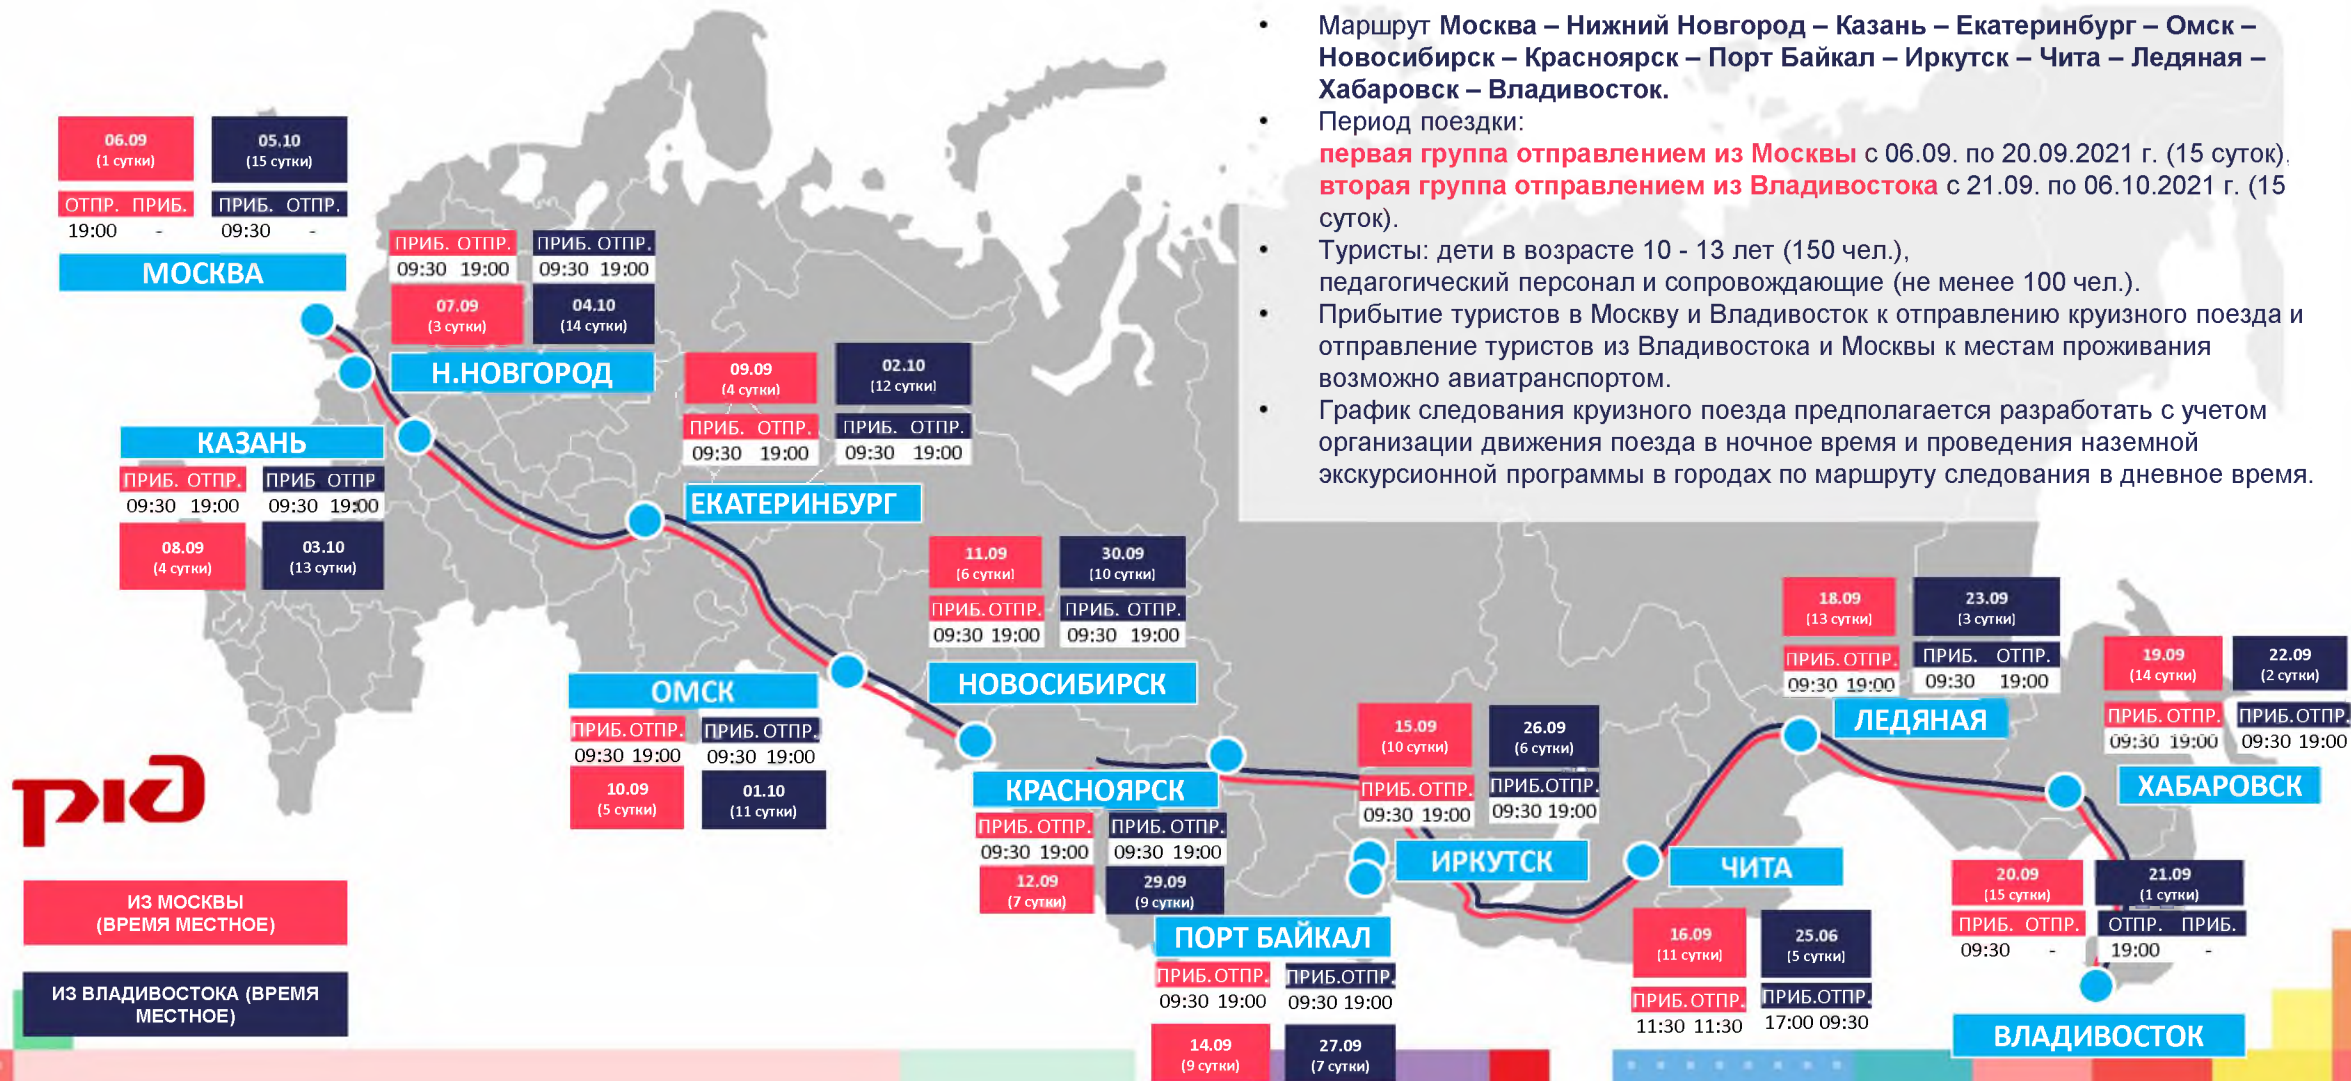 • Маршрут Москва – Нижний Новгород – Казань – Екатеринбург – Омск –
Новосибирск – Красноярск – Порт Байкал – Иркутск – Чита – Ледяная –
Хабаровск – Владивосток.
• Период поездки:
первая группа отправлением из Москвы с 06.09. по 20.09.2021 г. (15 суток),
вторая группа отправлением из Владивостока с 21.09. по 06.10.2021 г. (15
суток).
• Туристы: дети в возрасте 10 - 13 лет (150 чел.),
педагогический персонал и сопровождающие (не менее 100 чел.).
• Прибытие туристов в Москву и Владивосток к отправлению круизного поезда и
отправление туристов из Владивостока и Москвы к местам проживания
возможно авиатранспортом.
• График следования круизного поезда предполагается разработать с учетом
организации движения поезда в ночное время и проведения наземной
экскурсионной программы в городах по маршруту следования в дневное время.
06.09 05.10
(1 сутки) (15 сутки)
ОТПР. ПРИБ. ПРИБ. ОТПР.
19:00 - 09:30 -
МОСКВА
ПРИБ. ОТПР. ПРИБ. ОТПР.
09:30 19:00 09:30 19:00
07.09 04.10
(3 сутки) (14 сутки)
Н.НОВГОРОД
КАЗАНЬ
ПРИБ. ОТПР. ПРИБ ОТПР
09:30 19:00 09:30 19:00
08.09 03.10
(4 сутки) (13 сутки)
09.09 02.10
(4 сутки) (12 сутки)
ПРИБ. ОТПР. ПРИБ. ОТПР.
09:30 19:00 09:30 19:00
ЕКАТЕРИНБУРГ
ОМСК
ПРИБ. ОТПР. ПРИБ. ОТПР.
09:30 19:00 09:30 19:00
10.09 01.10
(5 сутки) (11 сутки)
11.09 30.09
(6 сутки) (10 сутки)
ПРИБ. ОТПР. ПРИБ. ОТПР.
09:30 19:00 09:30 19:00
НОВОСИБИРСК
КРАСНОЯРСК
ПРИБ. ОТПР. ПРИБ. ОТПР.
09:30 19:00 09:30 19:00
12.09 29.09
(7 сутки) (9 сутки)
ПОРТ БАЙКАЛ
ПРИБ. ОТПР. ПРИБ.ОТПР.
09:30 19:00 09:30 19:00
14.09 27.09
(9 сутки) (7 сутки)
15.09 26.09
(10 сутки) (6 сутки)
ПРИБ.ОТПР. ПРИБ.ОТПР.
09:30 19:00 09:30 19:00
ИРКУТСК
ЧИТА
16.09 25.06
(11 сутки) (5 сутки)
ПРИБ.ОТПР. ПРИБ.ОТПР.
11:30 11:30 17:00 09:30
18.09 23.09
(13 сутки) (3 сутки)
ПРИБ. ОТПР. ПРИБ. ОТПР.
09:30 19:00 09:30 19:00
ЛЕДЯНАЯ
19.09 22.09
(14 сутки) (2 сутки)
ПРИБ. ОТПР. ПРИБ.ОТПР.
09:30 19:00 09:30 19:00
ХАБАРОВСК
20.09 21.09
(15 сутки) (1 сутки)
ПРИБ. ОТПР. ОТПР. ПРИБ.
09:30 - 19:00 -
ВЛАДИВОСТОК
ржд
ИЗ МОСКВЫ
(ВРЕМЯ МЕСТНОЕ)
ИЗ ВЛАДИВОСТОКА (ВРЕМЯ
МЕСТНОЕ)